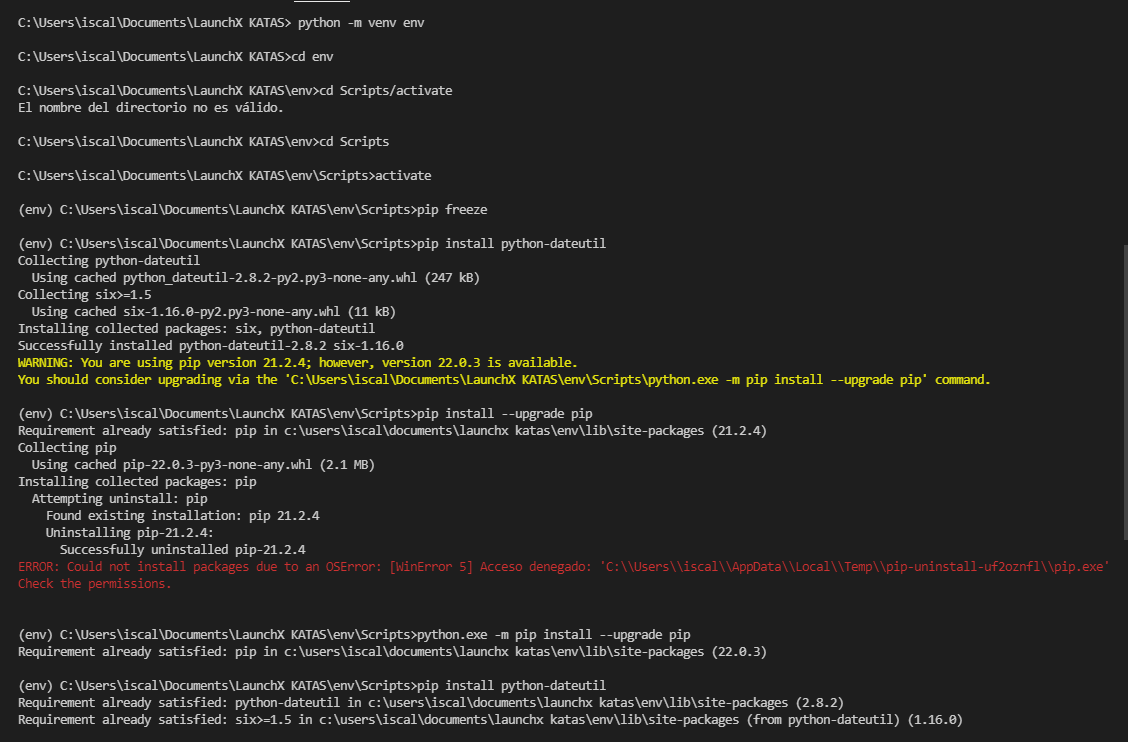 C:\Users\iscal\Documents\LaunchX KATAS> python -m venv env
C:\Users\iscal\Documents\LaunchX KATAS>cd env
C:\Users\iscal\Documents\LaunchX KATAS\env>cd Scripts/activate
El nombre del directorio no es válido.
C:\Users\iscal\Documents\LaunchX KATAS\env>cd Scripts
C:\Users\iscal\Documents\LaunchX KATAS\env\Scripts>activate
(env) C:\Users\iscal\Documents\LaunchX KATAS\env\Scripts>pip freeze
(env) C:\Users\iscal\Documents\LaunchX KATAS\env\Scripts>pip install python-dateutil
Collecting python-dateutil
  Using cached python_dateutil-2.8.2-py2.py3-none-any.whl (247 kB)
Collecting six>=1.5
  Using cached six-1.16.0-py2.py3-none-any.whl (11 kB)
Installing collected packages: six, python-dateutil
Successfully installed python-dateutil-2.8.2 six-1.16.0
WARNING: You are using pip version 21.2.4; however, version 22.0.3 is available.
You should consider upgrading via the 'C:\Users\iscal\Documents\LaunchX KATAS\env\Scripts\python.exe -m pip install --upgrade pip' command.
(env) C:\Users\iscal\Documents\LaunchX KATAS\env\Scripts>pip install --upgrade pip
Requirement already satisfied: pip in c:\users\iscal\documents\launchx katas\env\lib\site-packages (21.2.4)
Collecting pip
  Using cached pip-22.0.3-py3-none-any.whl (2.1 MB)
Installing collected packages: pip
  Attempting uninstall: pip
    Found existing installation: pip 21.2.4
    Uninstalling pip-21.2.4:
      Successfully uninstalled pip-21.2.4
ERROR: Could not install packages due to an OSError: [WinError 5] Acceso denegado: 'C:\\Users\\iscal\\AppData\\Local\\Temp\\pip-uninstall-uf2oznfl\\pip.exe'
Check the permissions.
(env) C:\Users\iscal\Documents\LaunchX KATAS\env\Scripts>python.exe -m pip install --upgrade pip
Requirement already satisfied: pip in c:\users\iscal\documents\launchx katas\env\lib\site-packages (22.0.3)
(env) C:\Users\iscal\Documents\LaunchX KATAS\env\Scripts>pip install python-dateutil
Requirement already satisfied: python-dateutil in c:\users\iscal\documents\launchx katas\env\lib\site-packages (2.8.2)
Requirement already satisfied: six>=1.5 in c:\users\iscal\documents\launchx katas\env\lib\site-packages (from python-dateutil) (1.16.0)